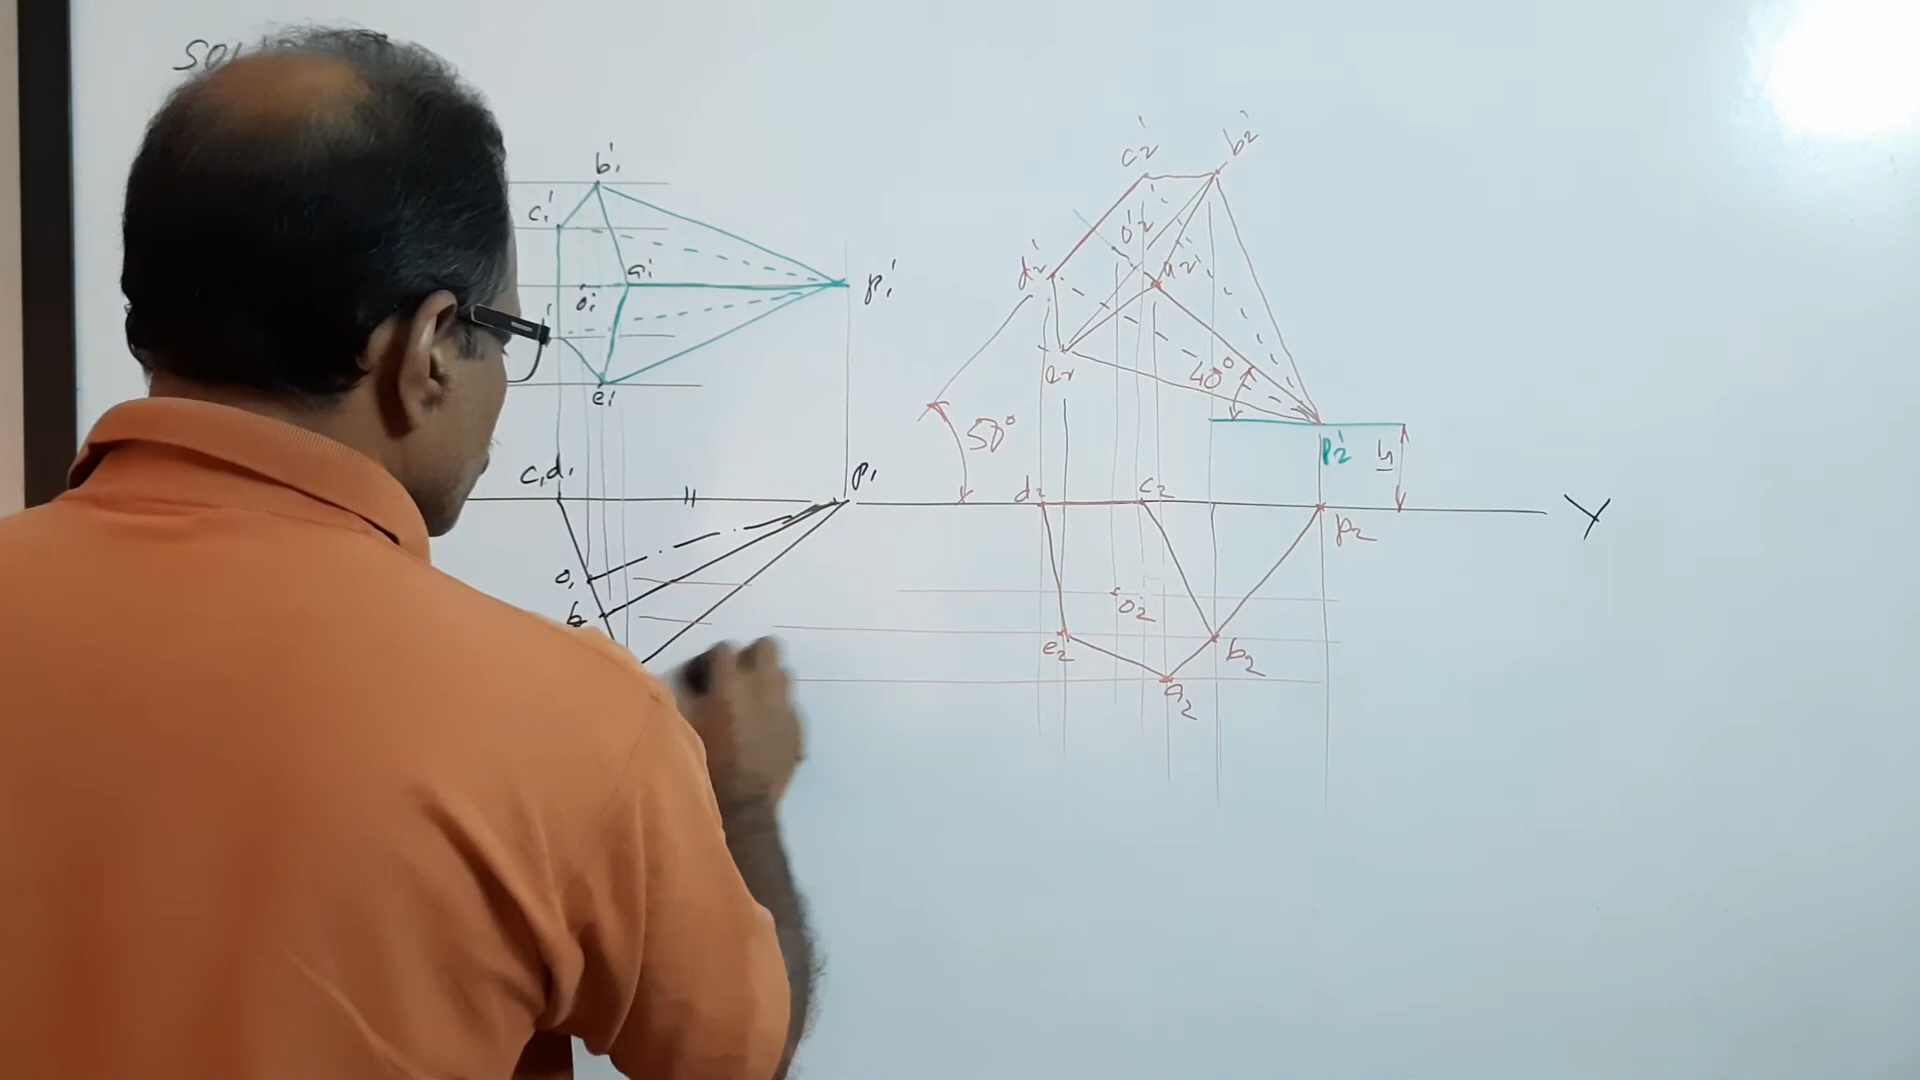 SOLID
b₁'
c₁'
a₁'
o₁'
p₁'
e₁'
c₁d₁
p₁
o₁
b
c₂'
b₂'
o₂'
d₂'
a₂'
e₂
40°
50°
p₂'
h
d₂
c₂
Y
p₂
o₂
e₂
b₂
a₂